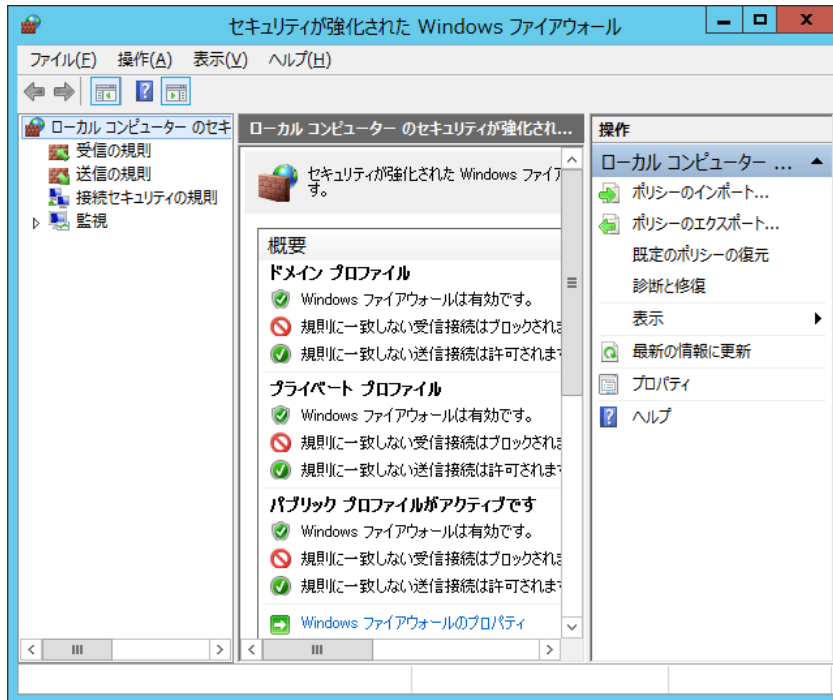 セキュリティが強化された Windows ファイアウォール
ファイル(F) 操作(A) 表示(V) ヘルプ(H)
ローカル コンピューター のセキ
受信の規則
送信の規則
接続セキュリティの規則
監視
ローカル コンピューター のセキュリティが強化され...
セキュリティが強化された Windows ファイア
す。
概要
ドメイン プロファイル
Windows ファイアウォールは有効です。
規則に一致しない受信接続はブロックされま
規則に一致しない送信接続は許可されます
プライベート プロファイル
Windows ファイアウォールは有効です。
規則に一致しない受信接続はブロックされま
規則に一致しない送信接続は許可されます
パブリック プロファイルがアクティブです
Windows ファイアウォールは有効です。
規則に一致しない受信接続はブロックされま
規則に一致しない送信接続は許可されます
Windows ファイアウォールのプロパティ
操作
ローカル コンピューター ...
ポリシーのインポート...
ポリシーのエクスポート...
既定のポリシーの復元
診断と修復
表示
最新の情報に更新
プロパティ
ヘルプ